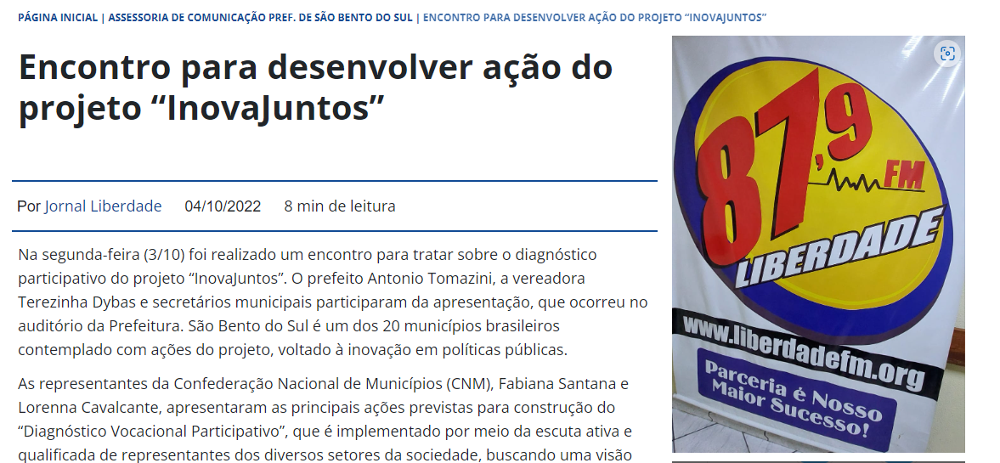 PÁGINA INICIAL | ASSESSORIA DE COMUNICAÇÃO PREF. DE SÃO BENTO DO SUL | ENCONTRO PARA DESENVOLVER AÇÃO DO PROJETO “INOVAJUNTOS”
Encontro para desenvolver ação do
projeto “InovaJuntos”
Por Jornal Liberdade 04/10/2022 8 min de leitura
Na segunda-feira (3/10) foi realizado um encontro para tratar sobre o diagnóstico
participativo do projeto “InovaJuntos”. O prefeito Antonio Tomazini, a vereadora
Terezinha Dybas e secretários municipais participaram da apresentação, que ocorreu no
auditório da Prefeitura. São Bento do Sul é um dos 20 municípios brasileiros
contemplado com ações do projeto, voltado à inovação em políticas públicas.
As representantes da Confederação Nacional de Municípios (CNM), Fabiana Santana e
Lorenna Cavalcante, apresentaram as principais ações previstas para construção do
“Diagnóstico Vocacional Participativo”, que é implementado por meio da escuta ativa e
qualificada de representantes dos diversos setores da sociedade, buscando uma visão
87,9
FM
LIBERDADE
www.liberdadefm.org
Parceria é Nosso
Maior Sucesso!